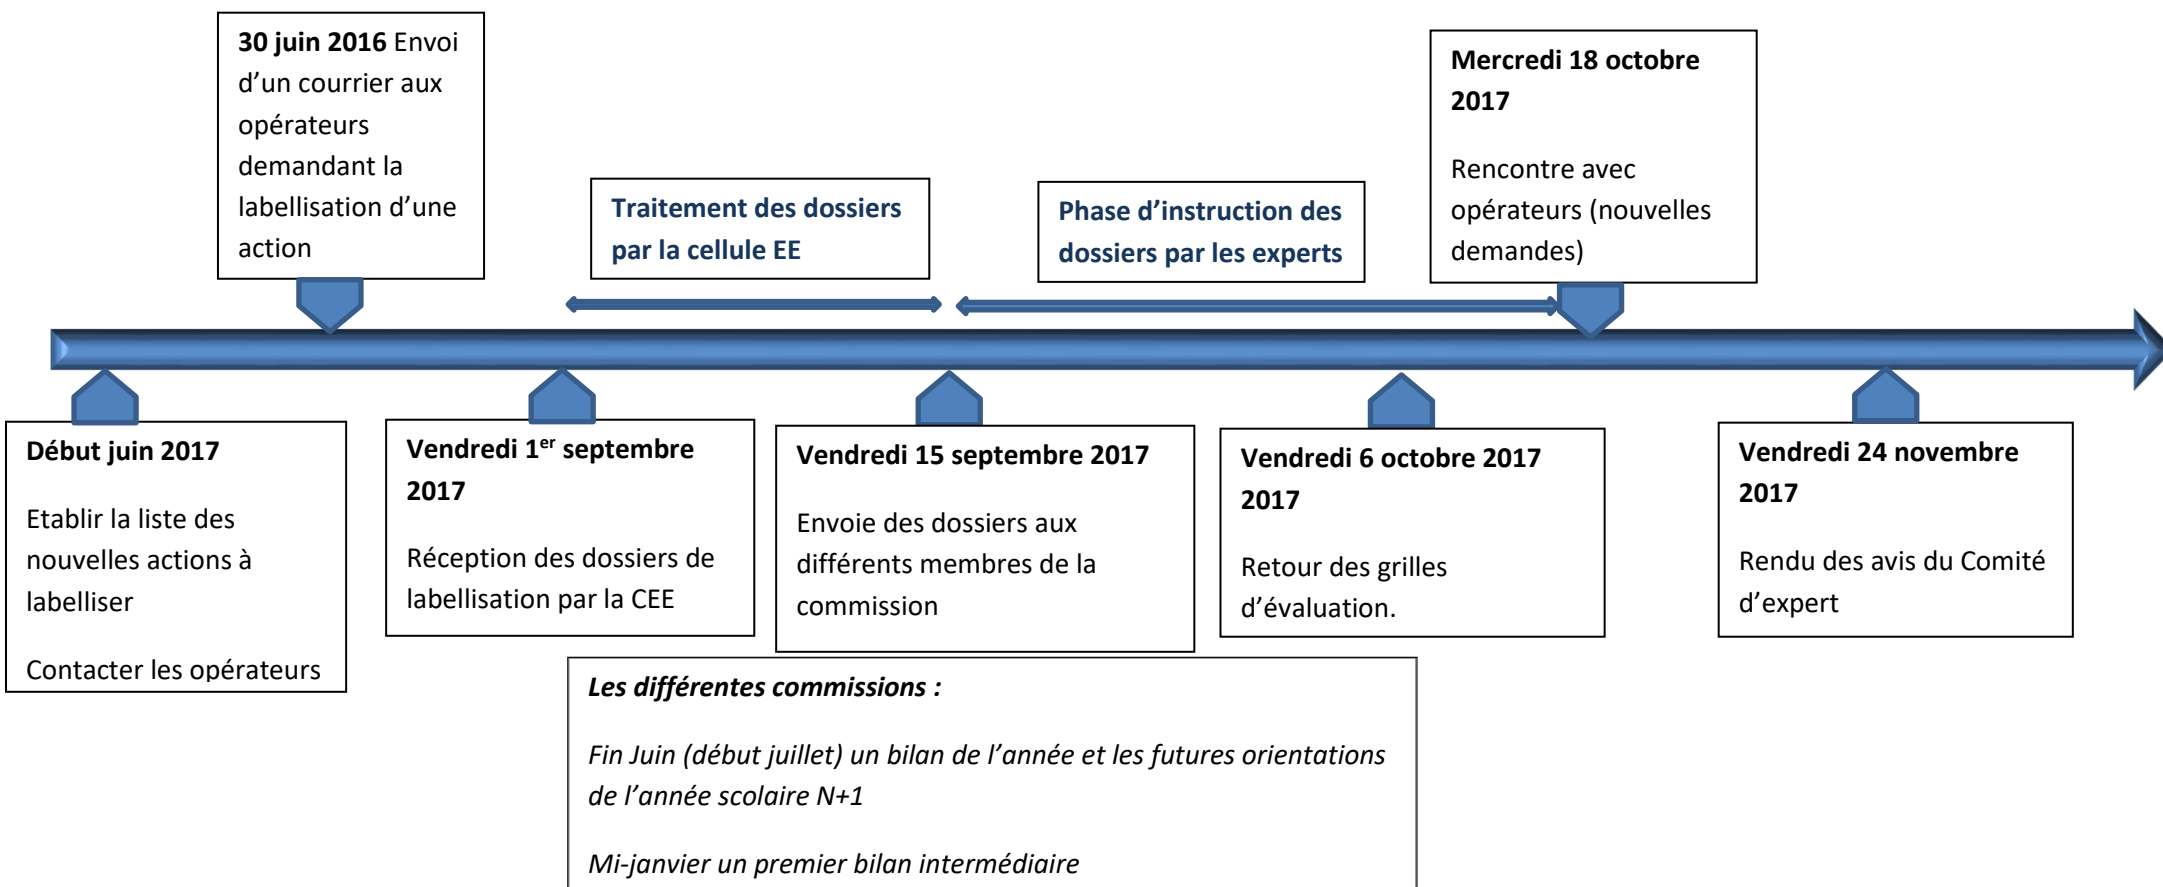 30 juin 2016 Envoi
d’un courrier aux
opérateurs
demandant la
labellisation d’une
action
Traitement des dossiers
par la cellule EE
Phase d’instruction des
dossiers par les experts
Mercredi 18 octobre
2017
Rencontre avec
opérateurs (nouvelles
demandes)
Début juin 2017
Etablir la liste des
nouvelles actions à
labelliser
Contacter les opérateurs
Vendredi 1er septembre
2017
Réception des dossiers de
labellisation par la CEE
Vendredi 15 septembre 2017
Envoie des dossiers aux
différents membres de la
commission
Vendredi 6 octobre 2017
2017
Retour des grilles
d’évaluation.
Vendredi 24 novembre
2017
Rendu des avis du Comité
d’expert
Les différentes commissions :
Fin Juin (début juillet) un bilan de l’année et les futures orientations
de l’année scolaire N+1
Mi-janvier un premier bilan intermédiaire